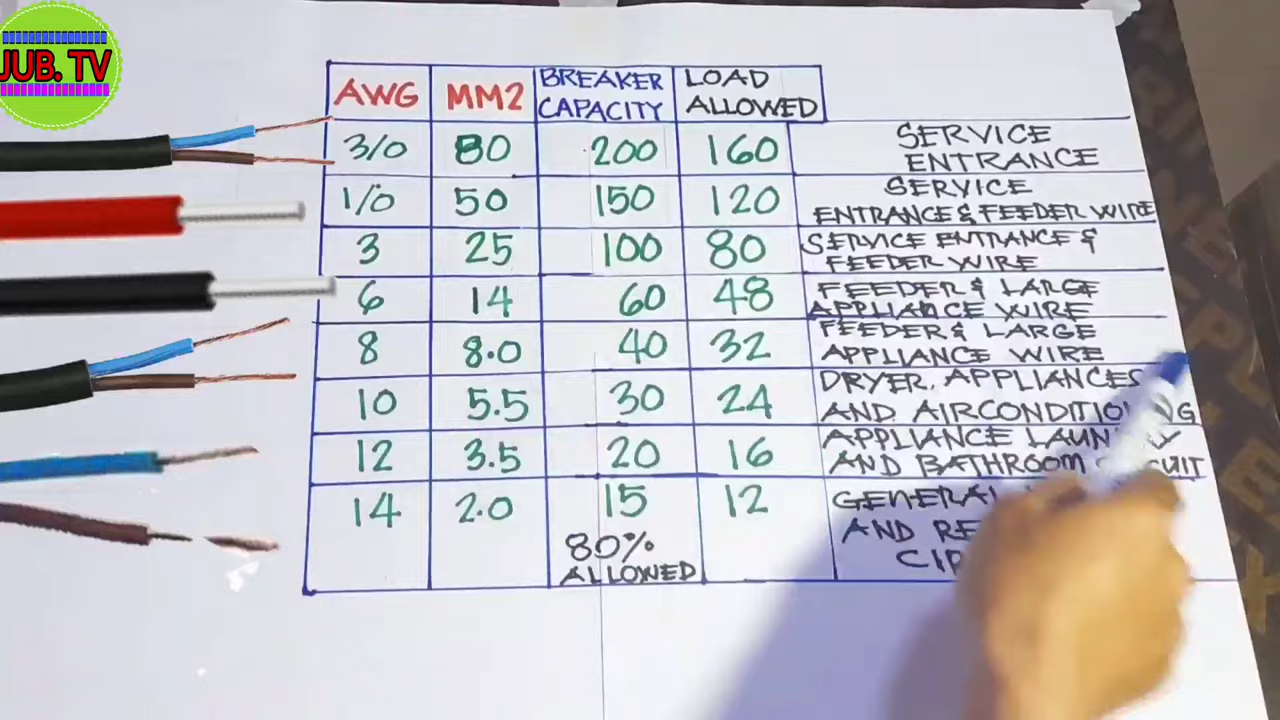 JUB. TV
AWG MM2 BREAKER CAPACITY LOAD ALLOWED
3/0 80 200 160 SERVICE ENTRANCE
1/0 50 150 120 SERVICE ENTRANCE & FEEDER WIRE
3 25 100 80 SERVICE ENTRANCE & FEEDER WIRE
6 14 60 48 FEEDER & LARGE APPLIANCE WIRE
8 8.0 40 32 FEEDER & LARGE APPLIANCE WIRE
10 5.5 30 24 DRYER, APPLIANCES AND AIRCONDITIONING
12 3.5 20 16 APPLIANCE LAUNDRY AND BATHROOM CIRCUIT
14 2.0 15 12 GENERAL AND
80% ALLOWED